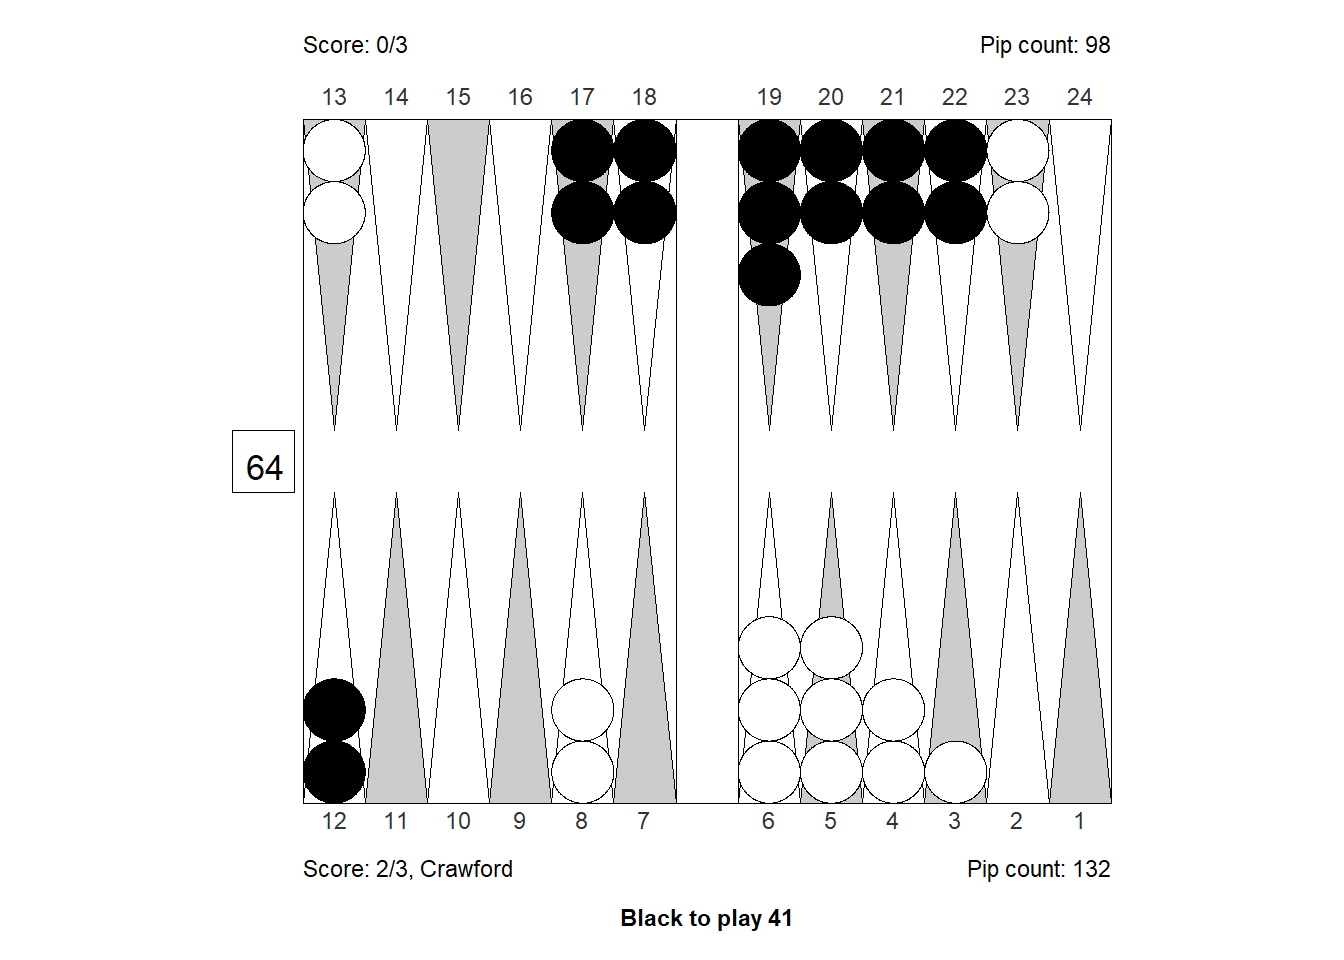 Score: 0/3 Pip count: 98
13 14 15 16 17 18 19 20 21 22 23 24
64
12 11 10 9 8 7 6 5 4 3 2 1
Score: 2/3, Crawford Pip count: 132
Black to play 41